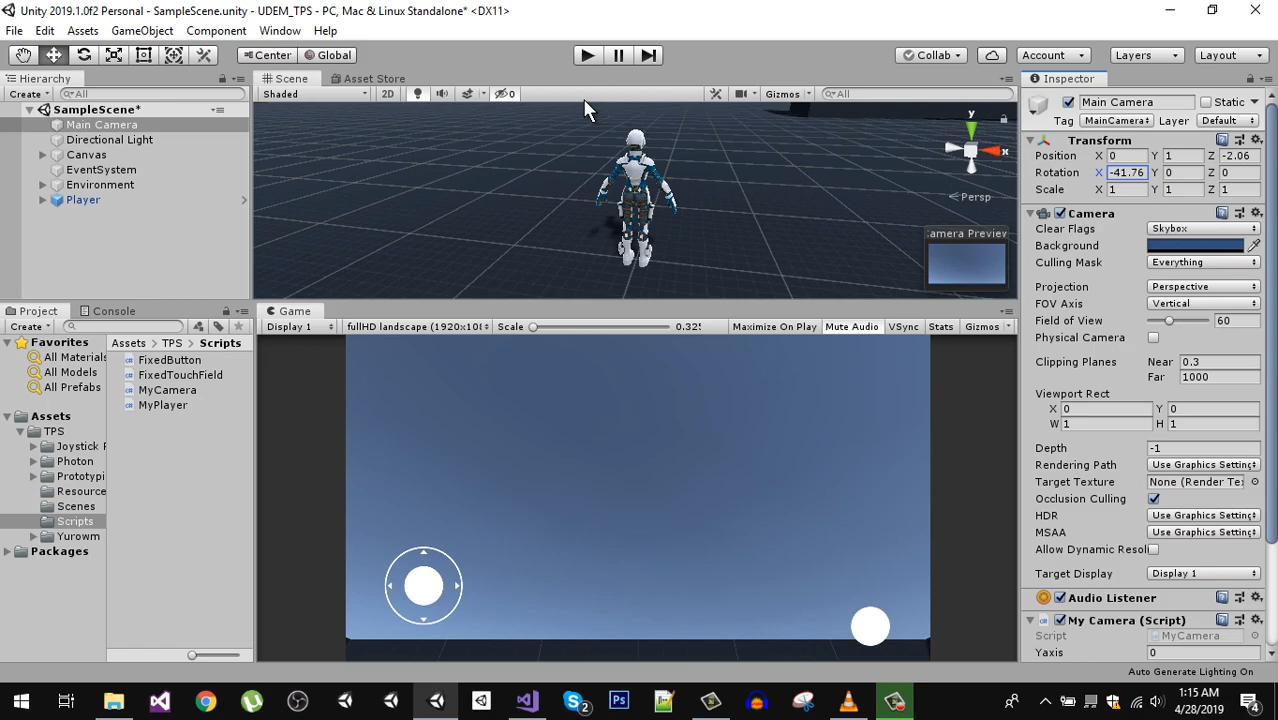 Unity 2019.1.0f2 Personal - SampleScene.unity - UDEM_TPS - PC, Mac & Linux Standalone* <DX11>
File Edit Assets GameObject Component Window Help
Center Global Collab Account Layers Layout
Hierarchy Scene Asset Store Inspector
Create All Shaded 2D 0 Gizmos All
Main Camera Static
Tag MainCamera Layer Default
SampleScene*
Main Camera
Directional Light
Canvas
EventSystem
Environment
Player
y
x
Persp
amera Preview
Transform
Position X 0 Y 1 Z -2.06
Rotation X -41.76 Y 0 Z 0
Scale X 1 Y 1 Z 1
Camera
Clear Flags Skybox
Background
Culling Mask Everything
Projection Perspective
FOV Axis Vertical
Field of View 60
Physical Camera
Clipping Planes Near 0.3
Far 1000
Viewport Rect
X 0 Y 0
W 1 H 1
Depth -1
Rendering Path Use Graphics Setting
Target Texture None (Render Te
Occlusion Culling
HDR Use Graphics Setting
MSAA Use Graphics Setting
Allow Dynamic Resol
Target Display Display 1
Audio Listener
My Camera (Script)
Script MyCamera
Yaxis 0
Project Console
Create
Favorites
All Materials
All Models
All Prefabs
Assets
TPS
Joystick P
Photon
Prototypi
Resource
Scenes
Scripts
Yurowm
Packages
Assets TPS Scripts
FixedButton
FixedTouchField
MyCamera
MyPlayer
Game
Display 1 fullHD landscape (1920x108 Scale 0.325 Maximize On Play Mute Audio VSync Stats Gizmos
Auto Generate Lighting On
2
Ps
1:15 AM
4/28/2019
4